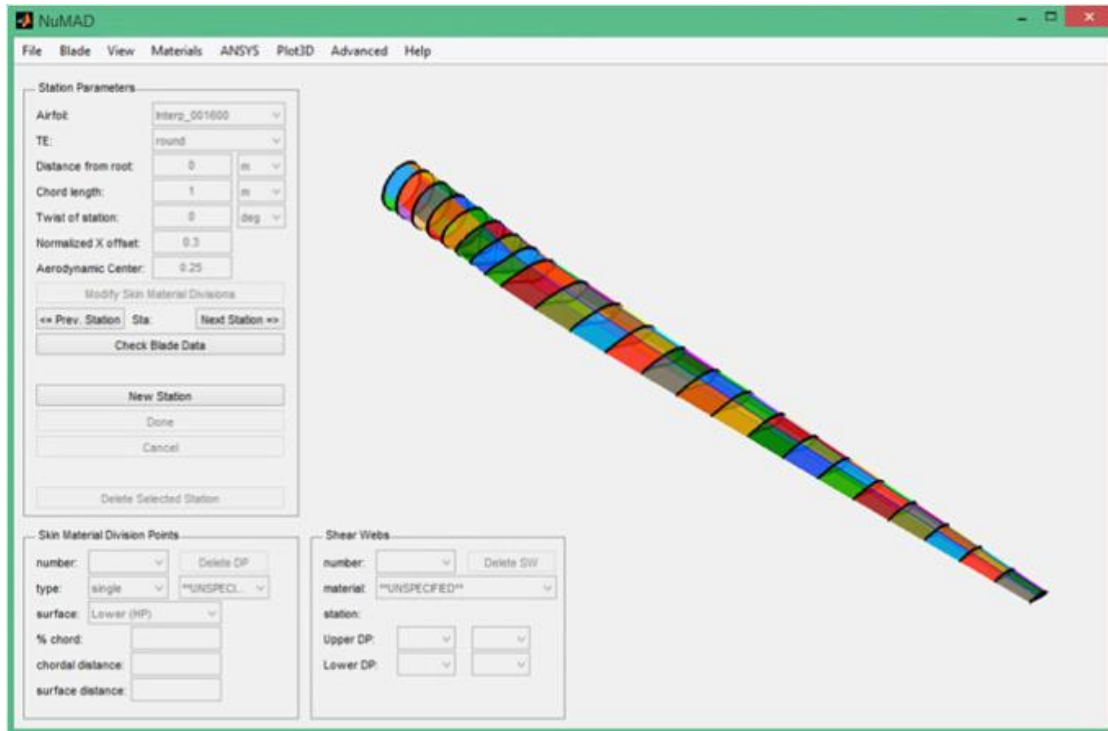 NuMAD
File Blade View Materials ANSYS Plot3D Advanced Help
Station Parameters
Airfoil: Interp_001600
TE: round
Distance from root: 0 m
Chord length: 1 m
Twist of station: 0 deg
Normalized X offset: 0.3
Aerodynamic Center: 0.25
Modify Skin Material Divisions
<= Prev. Station Sta: Next Station =>
Check Blade Data
New Station
Done
Cancel
Delete Selected Station
Skin Material Division Points
number: Delete DP
type: single **UNSPECI...
surface: Lower (HP)
% chord:
chordal distance:
surface distance:
Shear Webs
number: Delete SW
material: **UNSPECIFIED**
station:
Upper DP:
Lower DP: